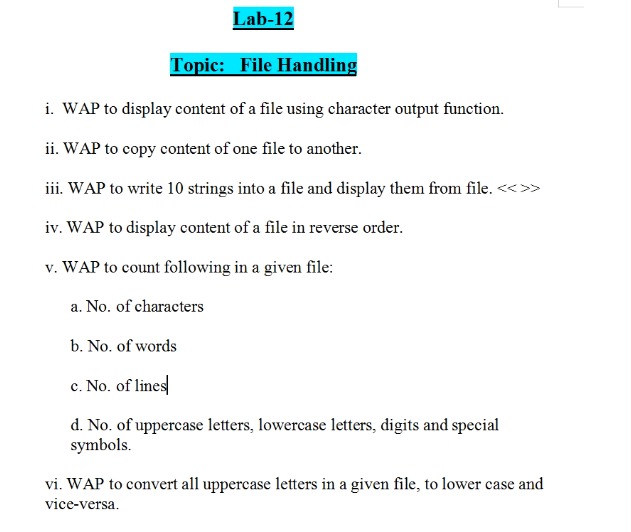 Lab-12
Topic: File Handling
i. WAP to display content of a file using character output function.
ii. WAP to copy content of one file to another.
iii. WAP to write 10 strings into a file and display them from file. <<>>
iv. WAP to display content of a file in reverse order.
v. WAP to count following in a given file:
a. No. of characters
b. No. of words
c. No. of lines
d. No. of uppercase letters, lowercase letters, digits and special
symbols.
vi. WAP to convert all uppercase letters in a given file, to lower case and
vice-versa.